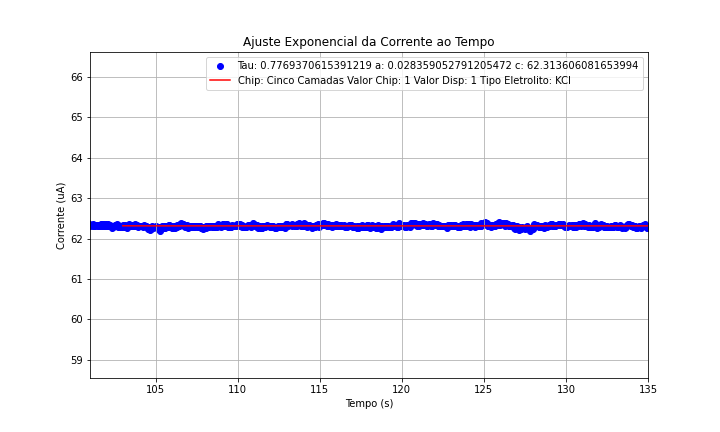 Ajuste Exponencial da Corrente ao Tempo
Tau: 0.7769370615391219 a: 0.028359052791205472 c: 62.313606081653994
Chip: Cinco Camadas Valor Chip: 1 Valor Disp: 1 Tipo Eletrolito: KCl
66
65
64
63
62
61
60
59
Corrente (uA)
105 110 115 120 125 130 135
Tempo (s)